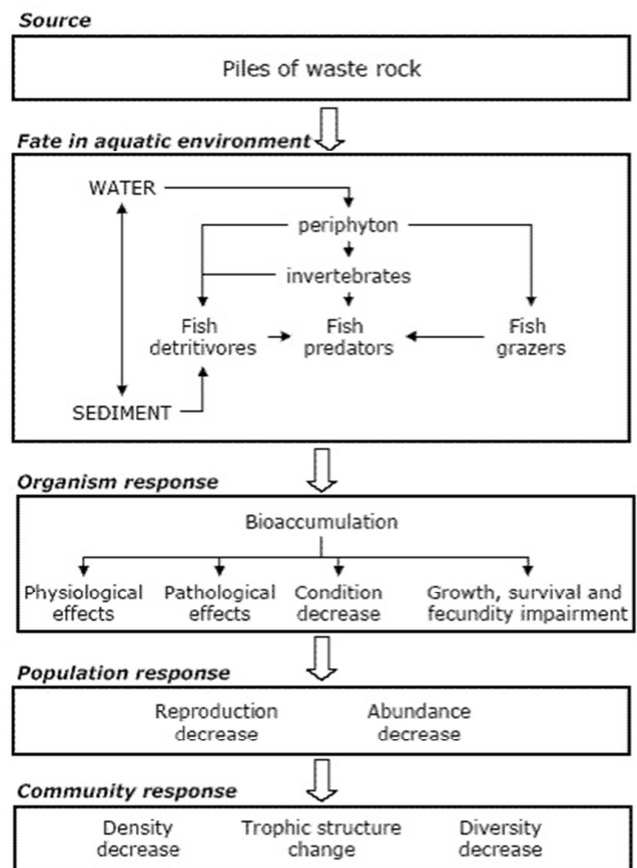 Source
Piles of waste rock
Fate in aquatic environment
WATER
periphyton
invertebrates
Fish
detritivores
Fish
predators
Fish
grazers
SEDIMENT
Organism response
Bioaccumulation
Physiological
effects
Pathological
effects
Condition
decrease
Growth, survival and
fecundity impairment
Population response
Reproduction
decrease
Abundance
decrease
Community response
Density
decrease
Trophic structure
change
Diversity
decrease